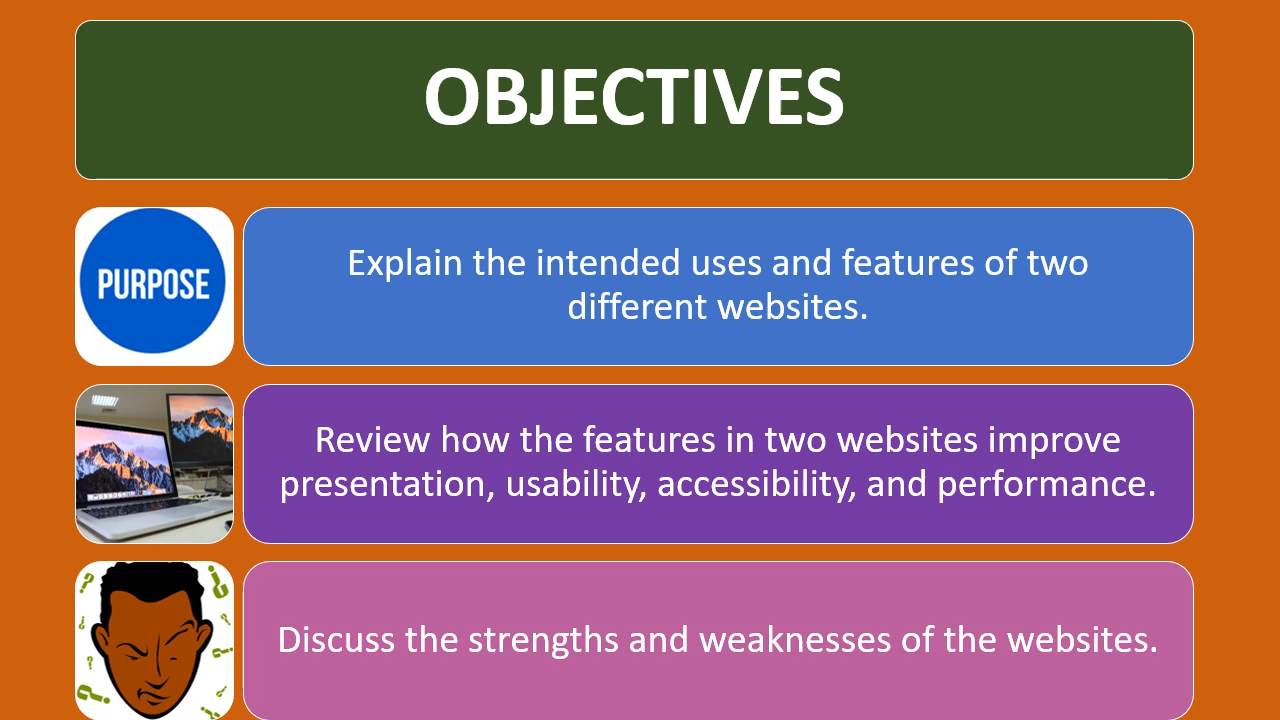 OBJECTIVES
PURPOSE
Explain the intended uses and features of two
different websites.
Review how the features in two websites improve
presentation, usability, accessibility, and performance.
Discuss the strengths and weaknesses of the websites.